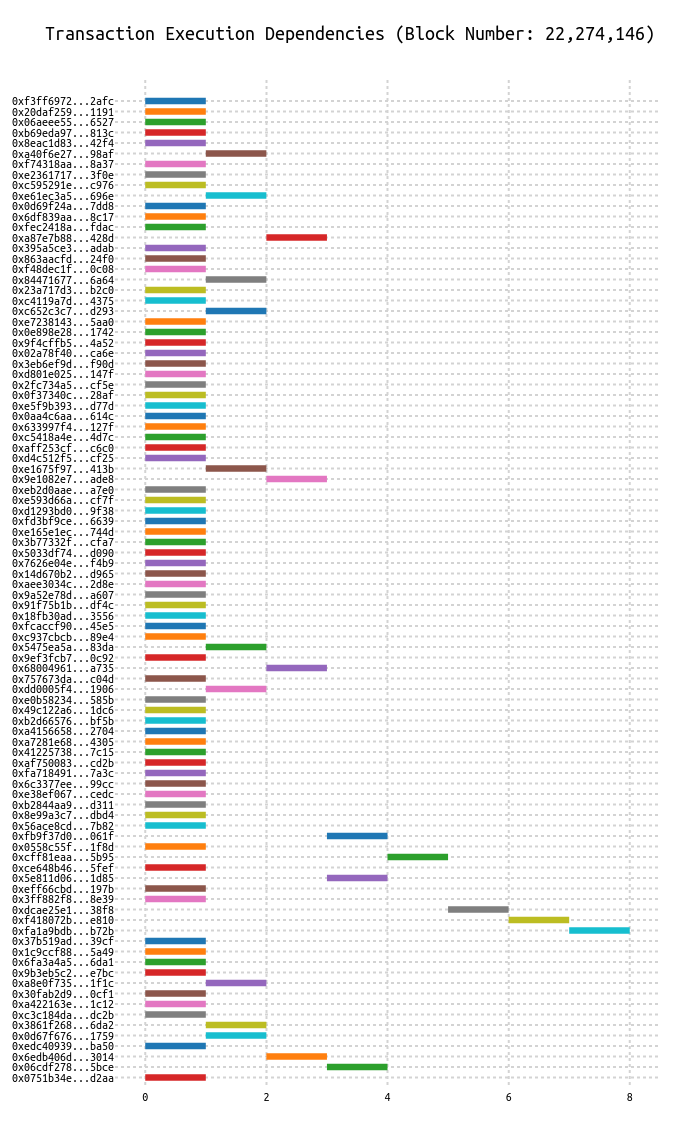 Transaction Execution Dependencies (Block Number: 22,274,146)
0xf3ff6972...2afc
0x20daf259...1191
0x06aeee55...6527
0xb69eda97...813c
0x8eac1d83...42f4
0xa40f6e27...98af
0xf74318aa...8a37
0xe2361717...3f0e
0xc595291e...c976
0xe61ec3a5...696e
0x0d69f24a...7dd8
0x6df839aa...8c17
0xfec2418a...fdac
0xa87e7b88...428d
0x395a5ce3...adab
0x863aacfd...24f0
0xf48dec1f...0c08
0x84471677...6a64
0x23a717d3...b2c0
0xc4119a7d...4375
0xc652c3c7...d293
0xe7238143...5aa0
0x0e898e28...1742
0x9f4cffb5...4a52
0x02a78f40...ca6e
0x3eb6ef9d...f90d
0xd801e025...147f
0x2fc734a5...cf5e
0x0f37340c...28af
0xe5f9b393...d77d
0x0aa4c6aa...614c
0x633997f4...127f
0xc5418a4e...4d7c
0xaff253cf...c6c0
0xd4c512f5...cf25
0xe1675f97...413b
0x9e1082e7...ade8
0xeb2d0aae...a7e0
0xe593d66a...cf7f
0xd1293bd0...9f38
0xfd3bf9ce...6639
0xe165e1ec...744d
0x3b77332f...cfa7
0x5033df74...d090
0x7626e04e...f4b9
0x14d670b2...d965
0xaee3034c...2d8e
0x9a52e78d...a607
0x91f75b1b...df4c
0x18fb30ad...3556
0xfcaccf90...45e5
0xc937cbcb...89e4
0x5475ea5a...83da
0x9ef3fcb7...0c92
0x68004961...a735
0x757673da...c04d
0xdd0005f4...1906
0xe0b58234...585b
0x49c122a6...1dc6
0xb2d66576...bf5b
0xa4156658...2704
0xa7281e68...4305
0x41225738...7c15
0xaf750083...cd2b
0xfa718491...7a3c
0x6c3377ee...99cc
0xe38ef067...cedc
0xb2844aa9...d311
0x8e99a3c7...dbd4
0x56ace8cd...7b82
0xfb9f37d0...061f
0x0558c55f...1f8d
0xcff81eaa...5b95
0xce648b46...5fef
0x5e811d06...1d85
0xeff66cbd...197b
0x3ff882f8...8e39
0xdcae25e1...38f8
0xf418072b...e810
0xfa1a9bdb...b72b
0x37b519ad...39cf
0x1c9ccf88...5a49
0x6fa3a4a5...6da1
0x9b3eb5c2...e7bc
0xa8e0f735...1f1c
0x30fab2d9...0cf1
0xa422163e...1c12
0xc3c184da...dc2b
0x3861f268...6da2
0x0d67f676...1759
0xedc40939...ba50
0x6edb406d...3014
0x06cdf278...5bce
0x0751b34e...d2aa
0 2 4 6 8